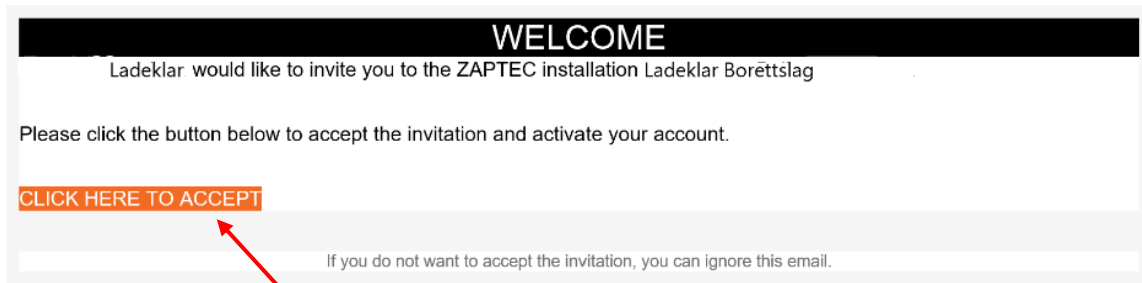 WELCOME
Ladeklar would like to invite you to the ZAPTEC installation Ladeklar Borettslag
Please click the button below to accept the invitation and activate your account.
CLICK HERE TO ACCEPT
If you do not want to accept the invitation, you can ignore this email.